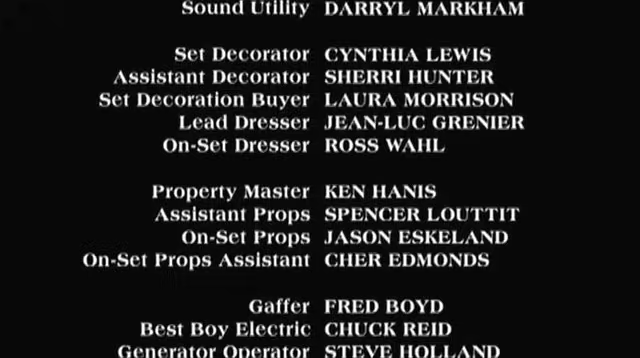 Sound Utility DARRYL MARKHAM
Set Decorator CYNTHIA LEWIS
Assistant Decorator SHERRI HUNTER
Set Decoration Buyer LAURA MORRISON
Lead Dresser JEAN-LUC GRENIER
On-Set Dresser ROSS WAHL
Property Master KEN HANIS
Assistant Props SPENCER LOUTTIT
On-Set Props JASON ESKELAND
On-Set Props Assistant CHER EDMONDS
Gaffer FRED BOYD
Best Boy Electric CHUCK REID
Generator Operator STEVE HOLLAND